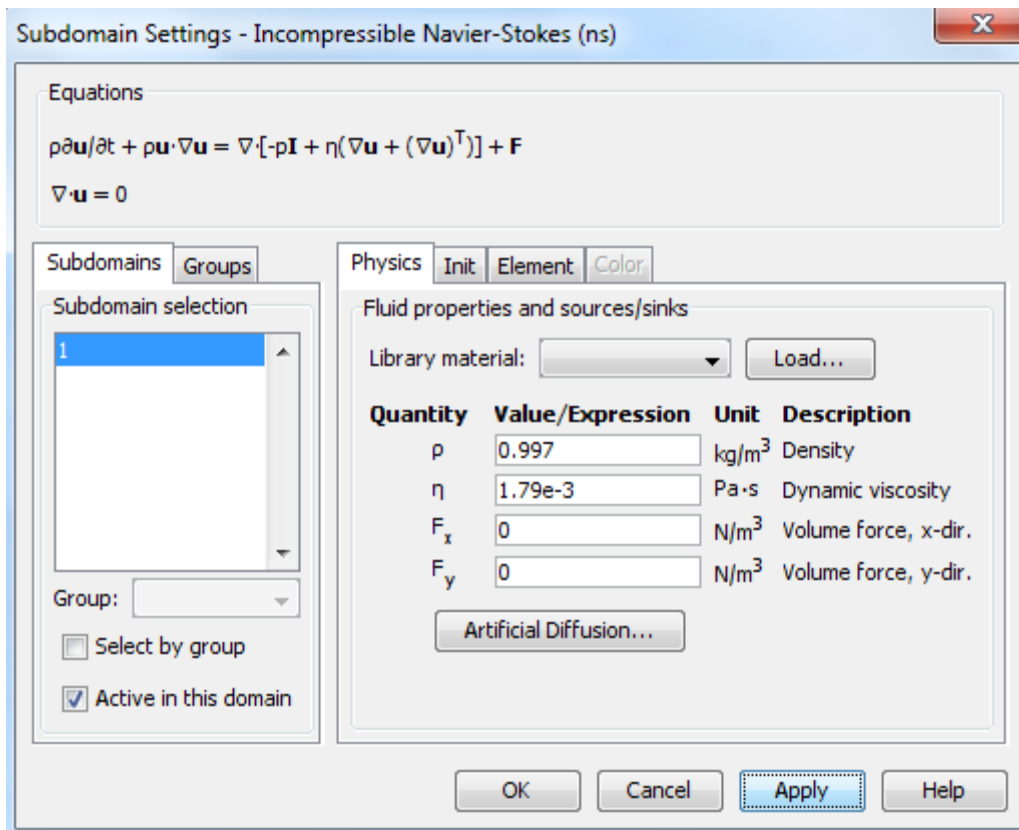 Subdomain Settings - Incompressible Navier-Stokes (ns)
Equations
ρ∂u/∂t + ρu·∇u = ∇·[-pI + η(∇u + (∇u)ᵀ)] + F
∇·u = 0
Subdomains Groups
Subdomain selection
1
Group:
Select by group
Active in this domain
Physics Init Element Color
Fluid properties and sources/sinks
Library material: Load...
Quantity Value/Expression Unit Description
ρ 0.997 kg/m³ Density
η 1.79e-3 Pa·s Dynamic viscosity
Fₓ 0 N/m³ Volume force, x-dir.
F_y 0 N/m³ Volume force, y-dir.
Artificial Diffusion...
OK Cancel Apply Help